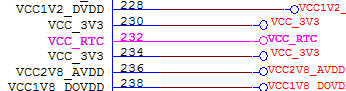 VCC1V2_DVDD 228 VCC1V2_
VCC_3V3 230 VCC_3V3
VCC_RTC 232 VCC_RTC
VCC_3V3 234 VCC_3V3
VCC2V8_AVDD 236 VCC2V8_AVDD
VCC1V8_DOVDD 238 VCC1V8_DOVD